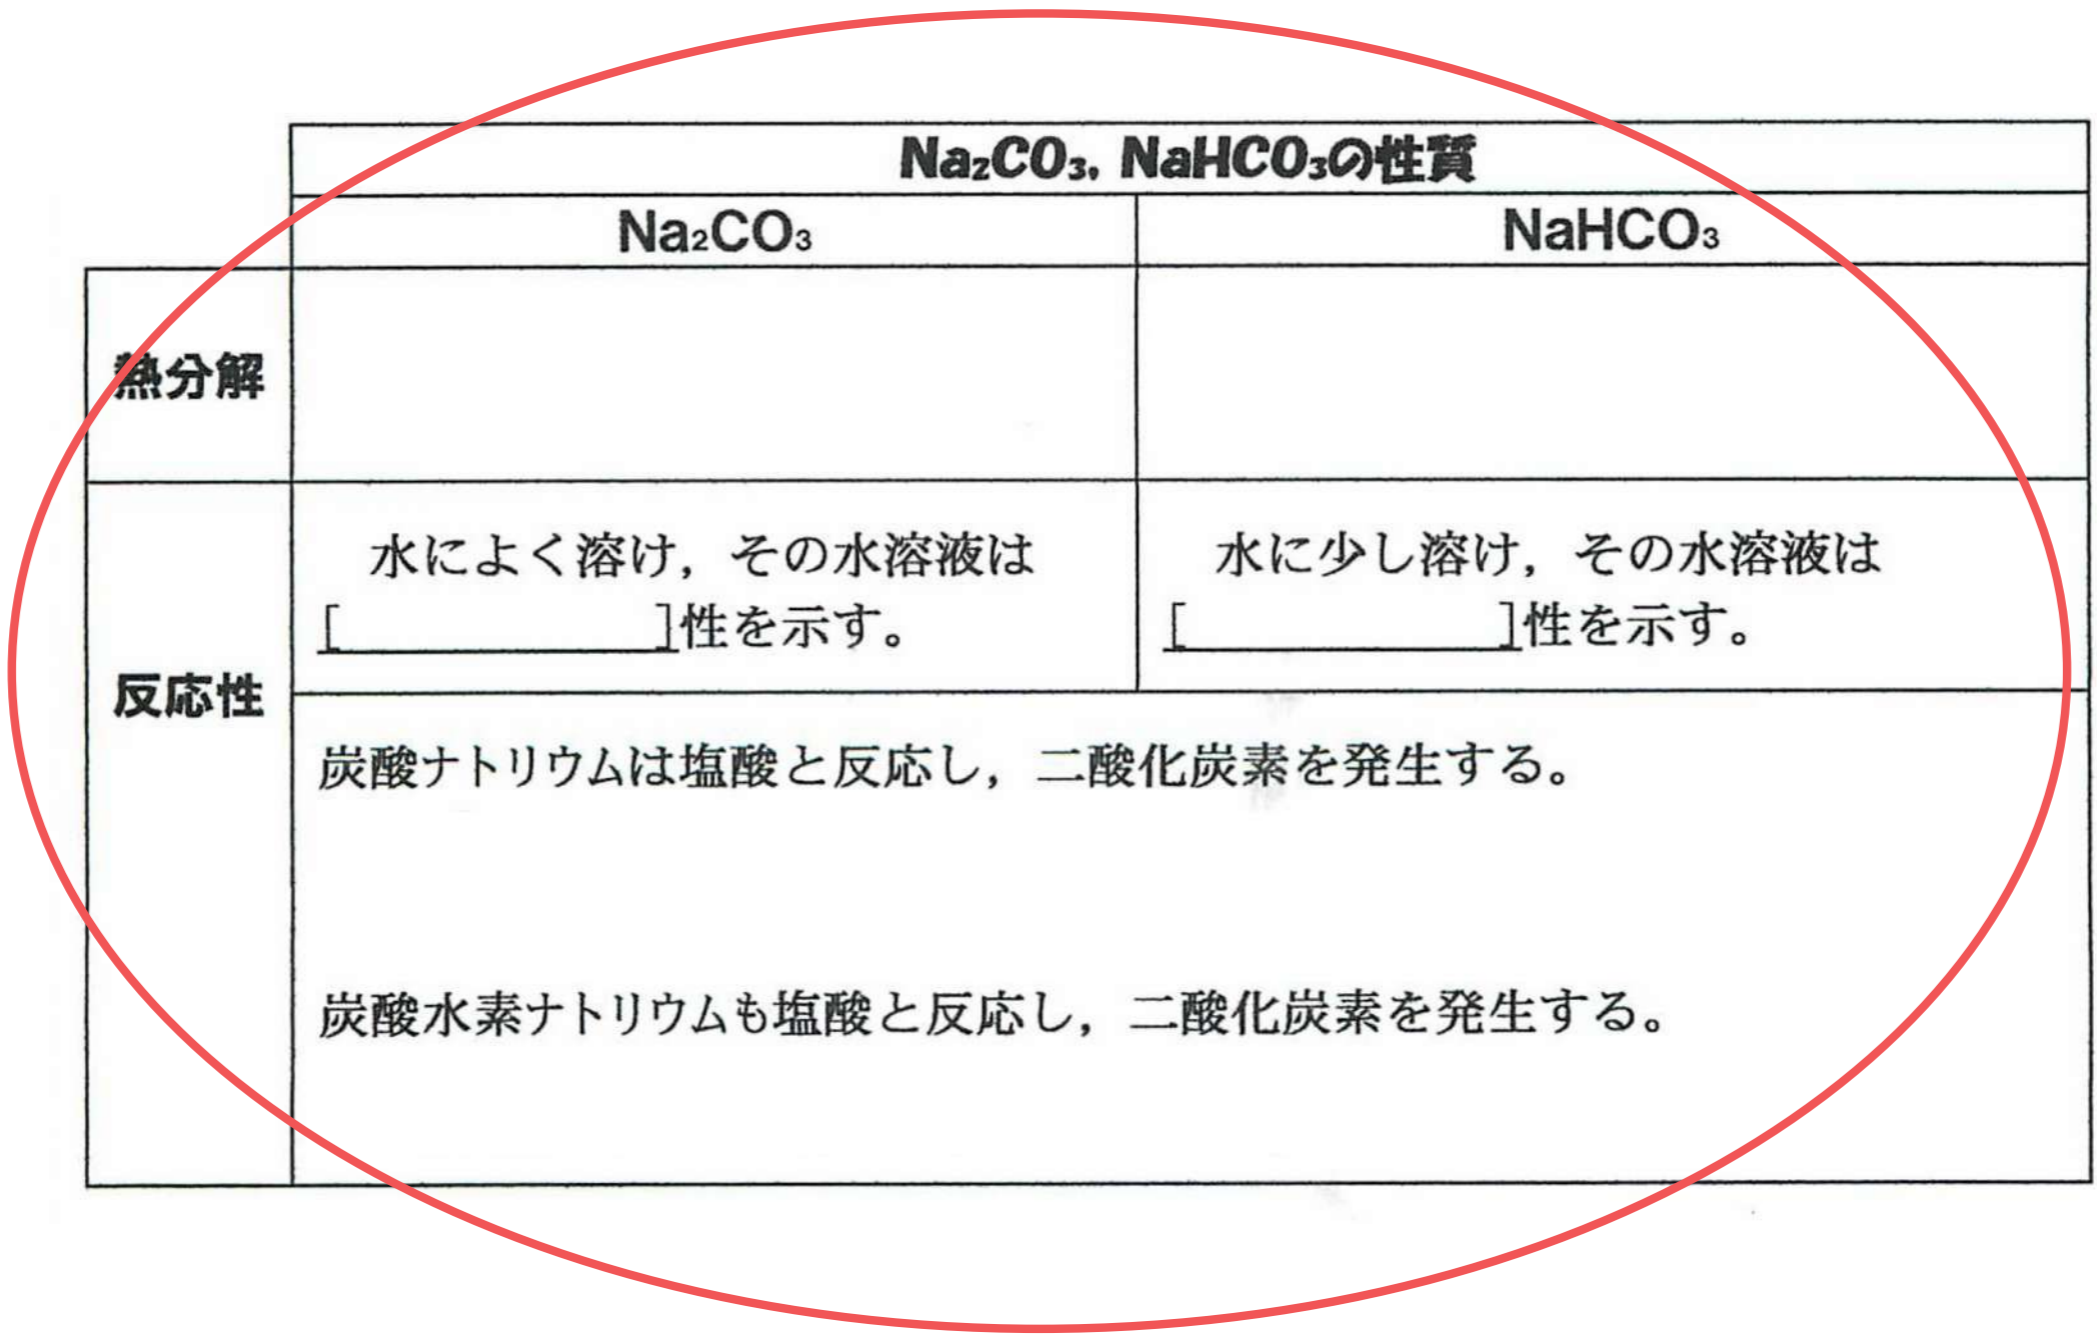 Na₂CO₃, NaHCO₃の性質
Na₂CO₃
NaHCO₃
熱分解
水によく溶け，その水溶液は
[ ]性を示す。
水に少し溶け，その水溶液は
[ ]性を示す。
反応性
炭酸ナトリウムは塩酸と反応し，二酸化炭素を発生する。
炭酸水素ナトリウムも塩酸と反応し，二酸化炭素を発生する。